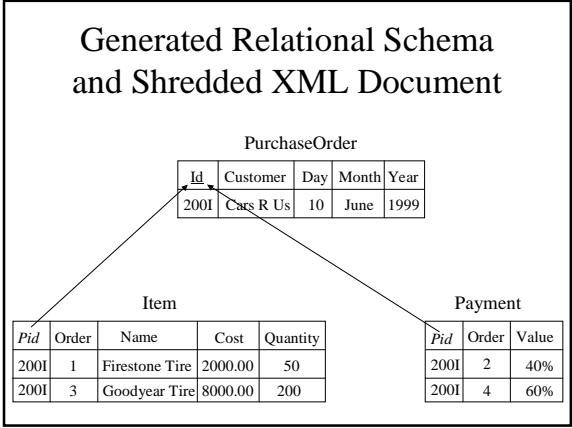 Generated Relational Schema
and Shredded XML Document
PurchaseOrder
Id Customer Day Month Year
200I Cars R Us 10 June 1999
Item
Pid Order Name Cost Quantity
200I 1 Firestone Tire 2000.00 50
200I 3 Goodyear Tire 8000.00 200
Payment
Pid Order Value
200I 2 40%
200I 4 60%